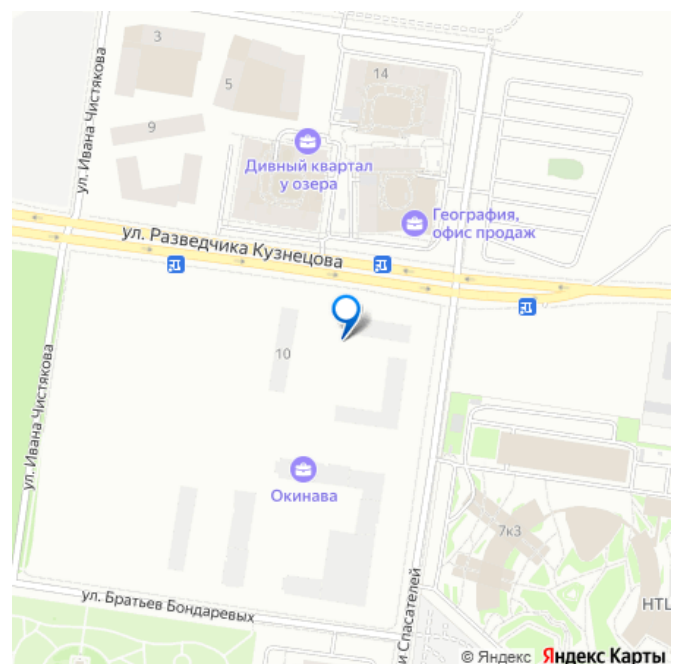 3
5
14
ул. Ивана Чистякова
9
Дивный квартал
у озера
География,
офис продаж
ул. Разведчика Кузнецова
10
ул. Ивана Чистякова
Окинава
7к3
ул. Братьев Бондаревых
и Спасателей
НТЦ
© Яндекс Яндекс Карты